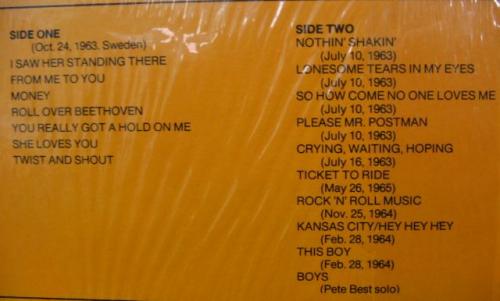 SIDE ONE
(Oct. 24, 1963. Sweden)
I SAW HER STANDING THERE
FROM ME TO YOU
MONEY
ROLL OVER BEETHOVEN
YOU REALLY GOT A HOLD ON ME
SHE LOVES YOU
TWIST AND SHOUT
SIDE TWO
NOTHIN' SHAKIN'
(July 10, 1963)
LONESOME TEARS IN MY EYES
(July 10, 1963)
SO HOW COME NO ONE LOVES ME
(July 10, 1963)
PLEASE MR. POSTMAN
(July 10, 1963)
CRYING, WAITING, HOPING
(July 16, 1963)
TICKET TO RIDE
(May 26, 1965)
ROCK 'N' ROLL MUSIC
(Nov. 25, 1964)
KANSAS CITY/HEY HEY HEY
(Feb. 28, 1964)
THIS BOY
(Feb. 28, 1964)
BOYS
(Pete Best solo)